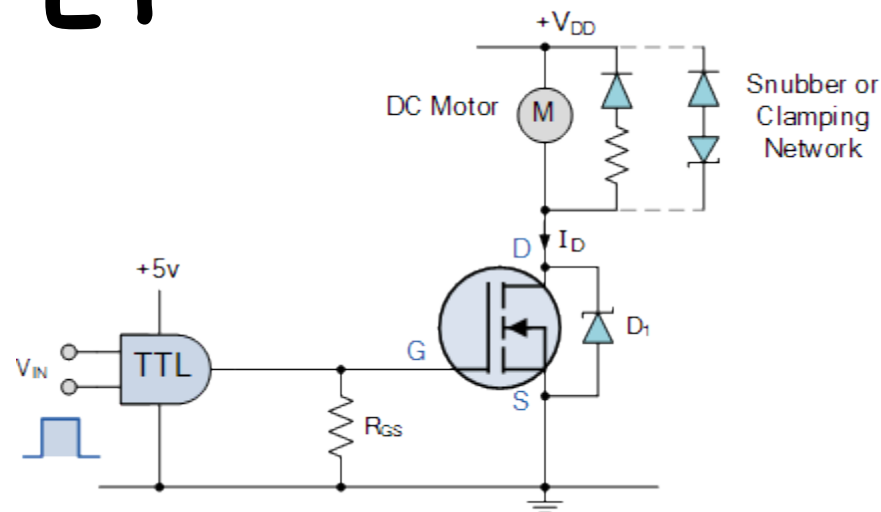 +VDD
DC Motor
M
Snubber or
Clamping
Network
D
ID
+5v
D1
G
VIN
TTL
S
RGS